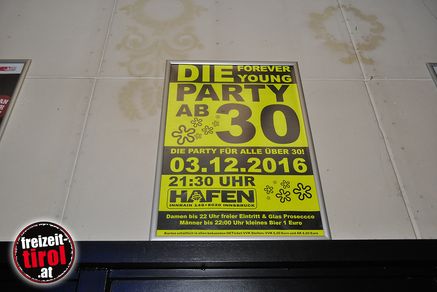 DIE FOREVER YOUNG
PARTY
AB 30
DIE PARTY FÜR ALLE ÜBER 30!
03.12.2016
21:30 UHR
HAFEN
INNRAIN 149·6020 INNSBRUCK
Damen bis 22 Uhr freier Eintritt & Glas Prosecco
Männer bis 22:00 Uhr kleines Bier 1 Euro
freizeit-
tirol
.at